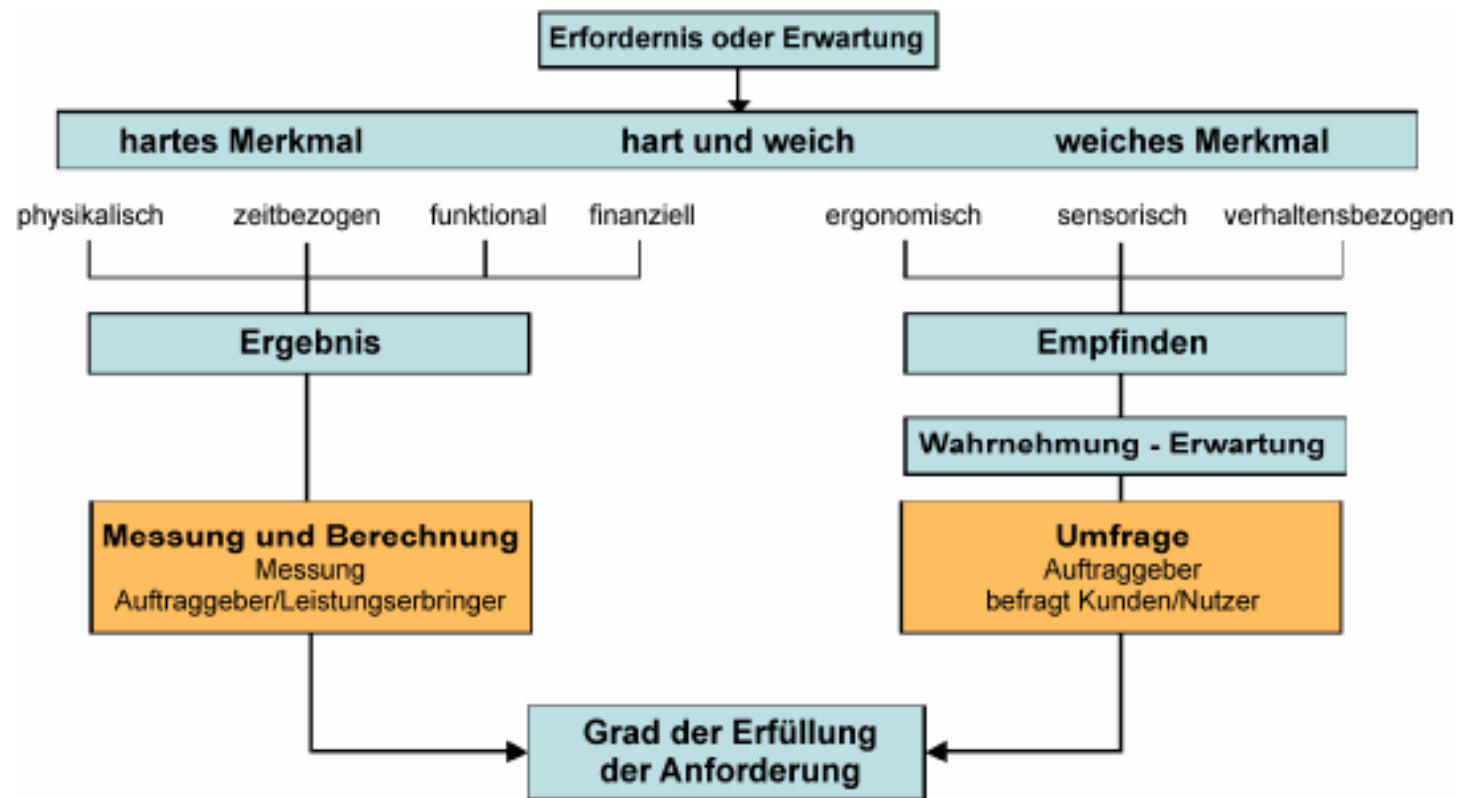 Erfordernis oder Erwartung
hartes Merkmal hart und weich weiches Merkmal
physikalisch zeitbezogen funktional finanziell ergonomisch sensorisch verhaltensbezogen
Ergebnis
Empfinden
Wahrnehmung - Erwartung
Messung und Berechnung
Messung
Auftraggeber/Leistungserbringer
Umfrage
Auftraggeber
befragt Kunden/Nutzer
Grad der Erfüllung
der Anforderung